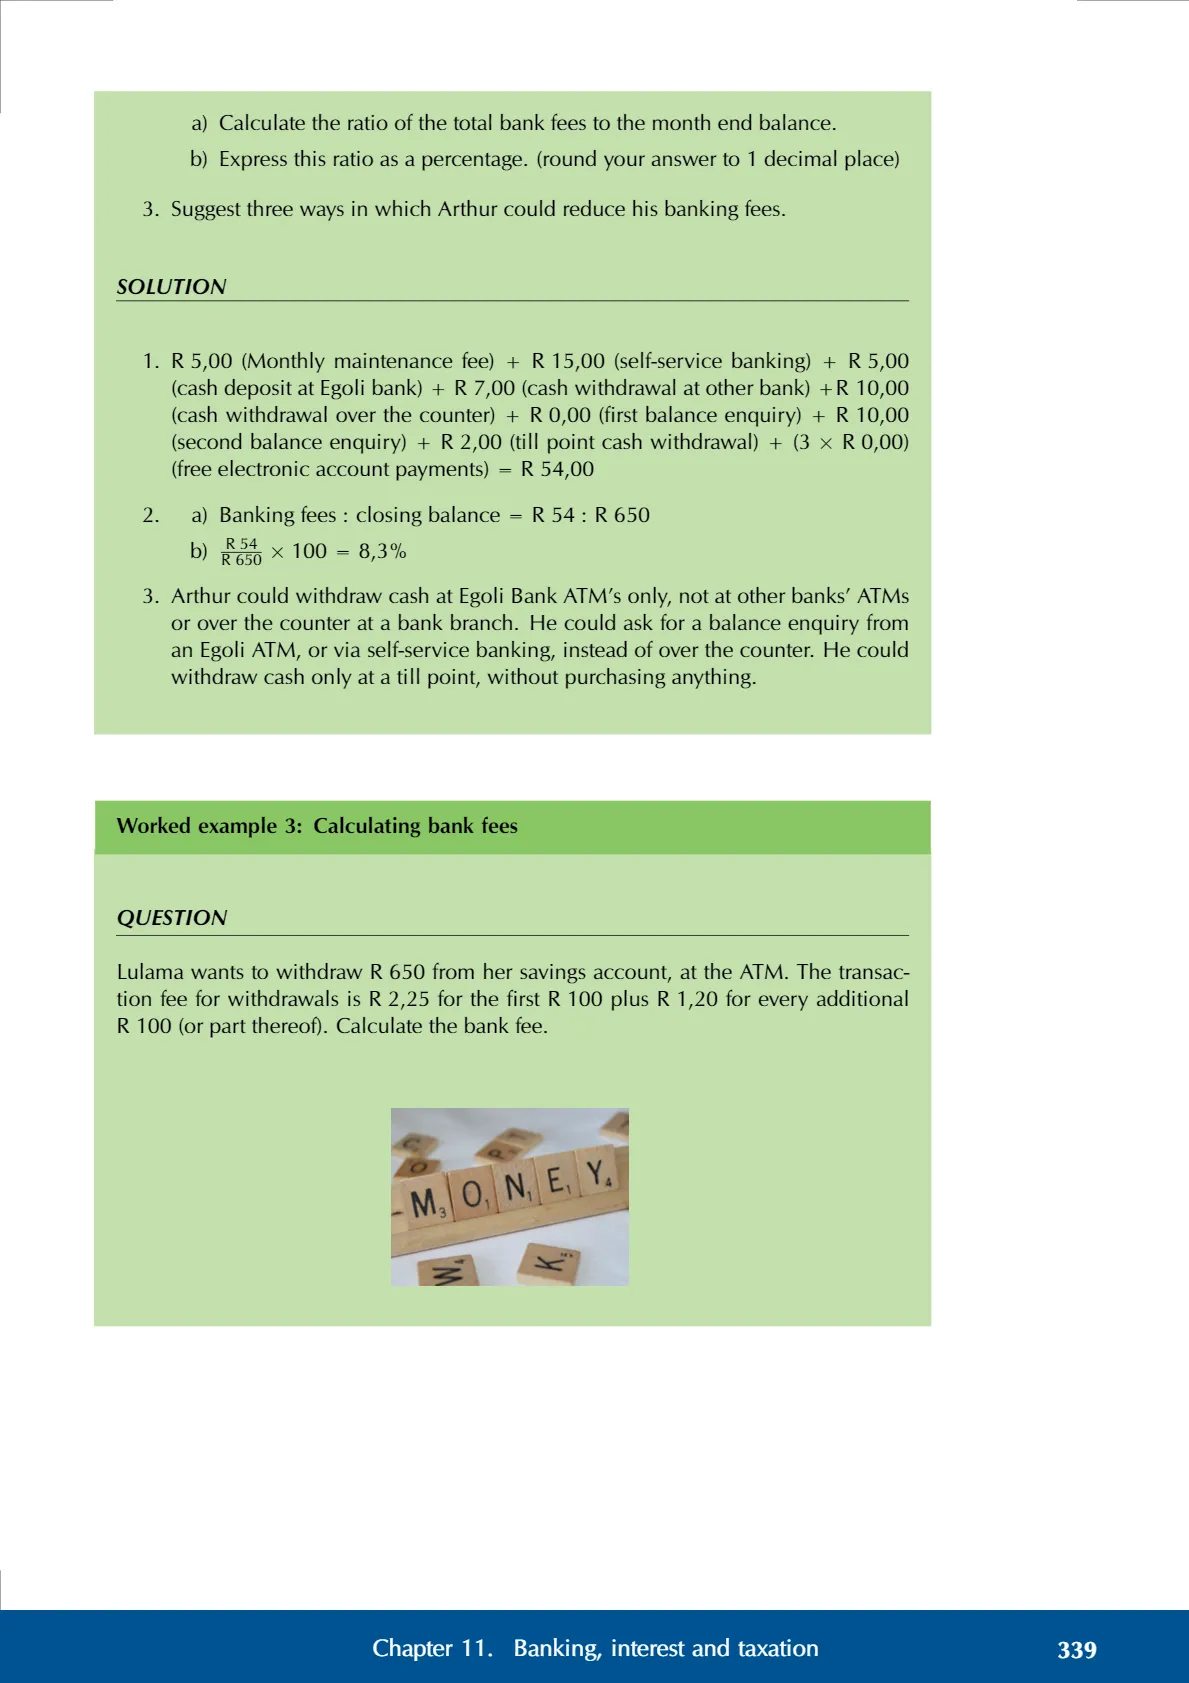 a) Calculate the ratio of the total bank fees to the month end balance.
b) Express this ratio as a percentage. (round your answer to 1 decimal place)
3. Suggest three ways in which Arthur could reduce his banking fees.
SOLUTION
1. R 5,00 (Monthly maintenance fee) + R 15,00 (self-service banking) + R 5,00
(cash deposit at Egoli bank) + R 7,00 (cash withdrawal at other bank) +R 10,00
(cash withdrawal over the counter) + R 0,00 (first balance enquiry) + R 10,00
(second balance enquiry) + R 2,00 (till point cash withdrawal) + (3 × R 0,00)
(free electronic account payments) = R 54,00
2. a) Banking fees : closing balance = R 54 : R 650
b) R 54/R 650 × 100 = 8,3%
3. Arthur could withdraw cash at Egoli Bank ATM’s only, not at other banks’ ATMs
or over the counter at a bank branch. He could ask for a balance enquiry from
an Egoli ATM, or via self-service banking, instead of over the counter. He could
withdraw cash only at a till point, without purchasing anything.
Worked example 3: Calculating bank fees
QUESTION
Lulama wants to withdraw R 650 from her savings account, at the ATM. The transac-
tion fee for withdrawals is R 2,25 for the first R 100 plus R 1,20 for every additional
R 100 (or part thereof). Calculate the bank fee.
C P T
O
M3 O1 N1 E1 Y4
W4 K5
Chapter 11. Banking, interest and taxation 339